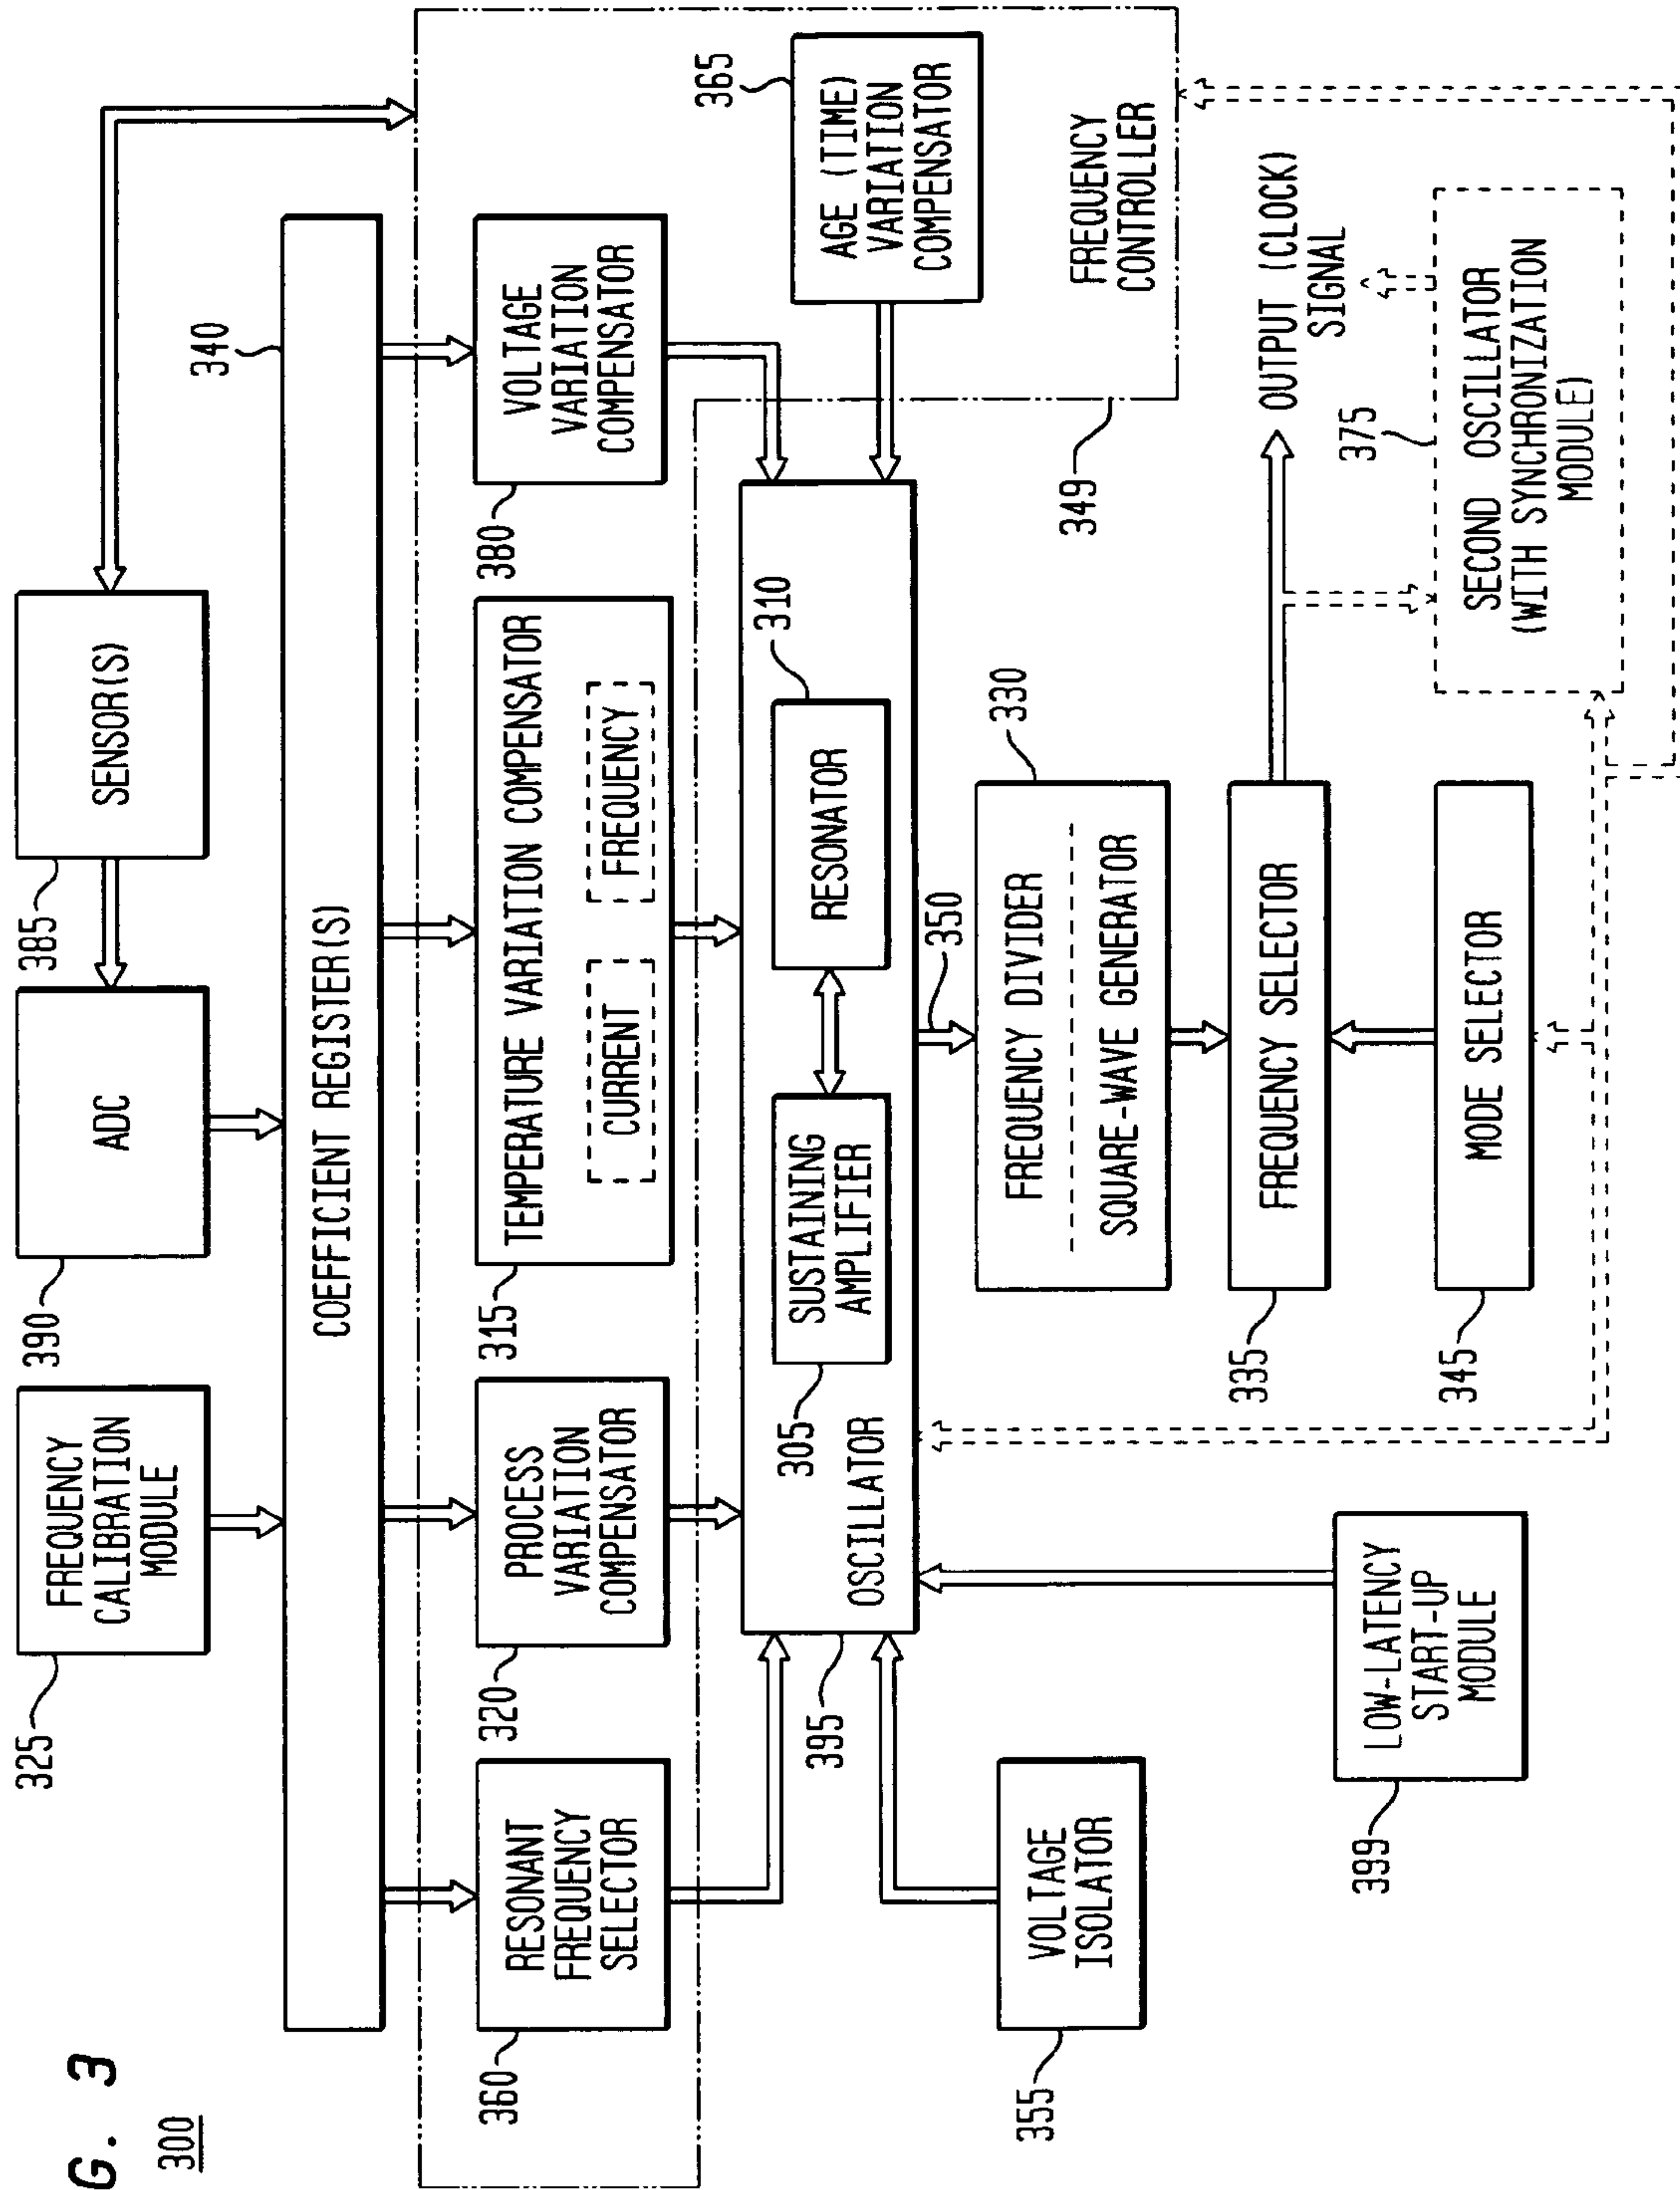 G. 3
300
325
FREQUENCY
CALIBRATION
MODULE
390
ADC
385
SENSOR(S)
340
COEFFICIENT REGISTER(S)
360
RESONANT
FREQUENCY
SELECTOR
320
PROCESS
VARIATION
COMPENSATOR
315
TEMPERATURE VARIATION COMPENSATOR
CURRENT
FREQUENCY
380
VOLTAGE
VARIATION
COMPENSATOR
365
AGE (TIME)
VARIATION
COMPENSATOR
FREQUENCY
CONTROLLER
349
395
OSCILLATOR
305
SUSTAINING
AMPLIFIER
310
RESONATOR
350
355
VOLTAGE
ISOLATOR
399
LOW-LATENCY
START-UP
MODULE
330
FREQUENCY DIVIDER
SQUARE-WAVE GENERATOR
335
FREQUENCY SELECTOR
345
MODE SELECTOR
OUTPUT (CLOCK)
SIGNAL
375
SECOND OSCILLATOR
(WITH SYNCHRONIZATION
MODULE)